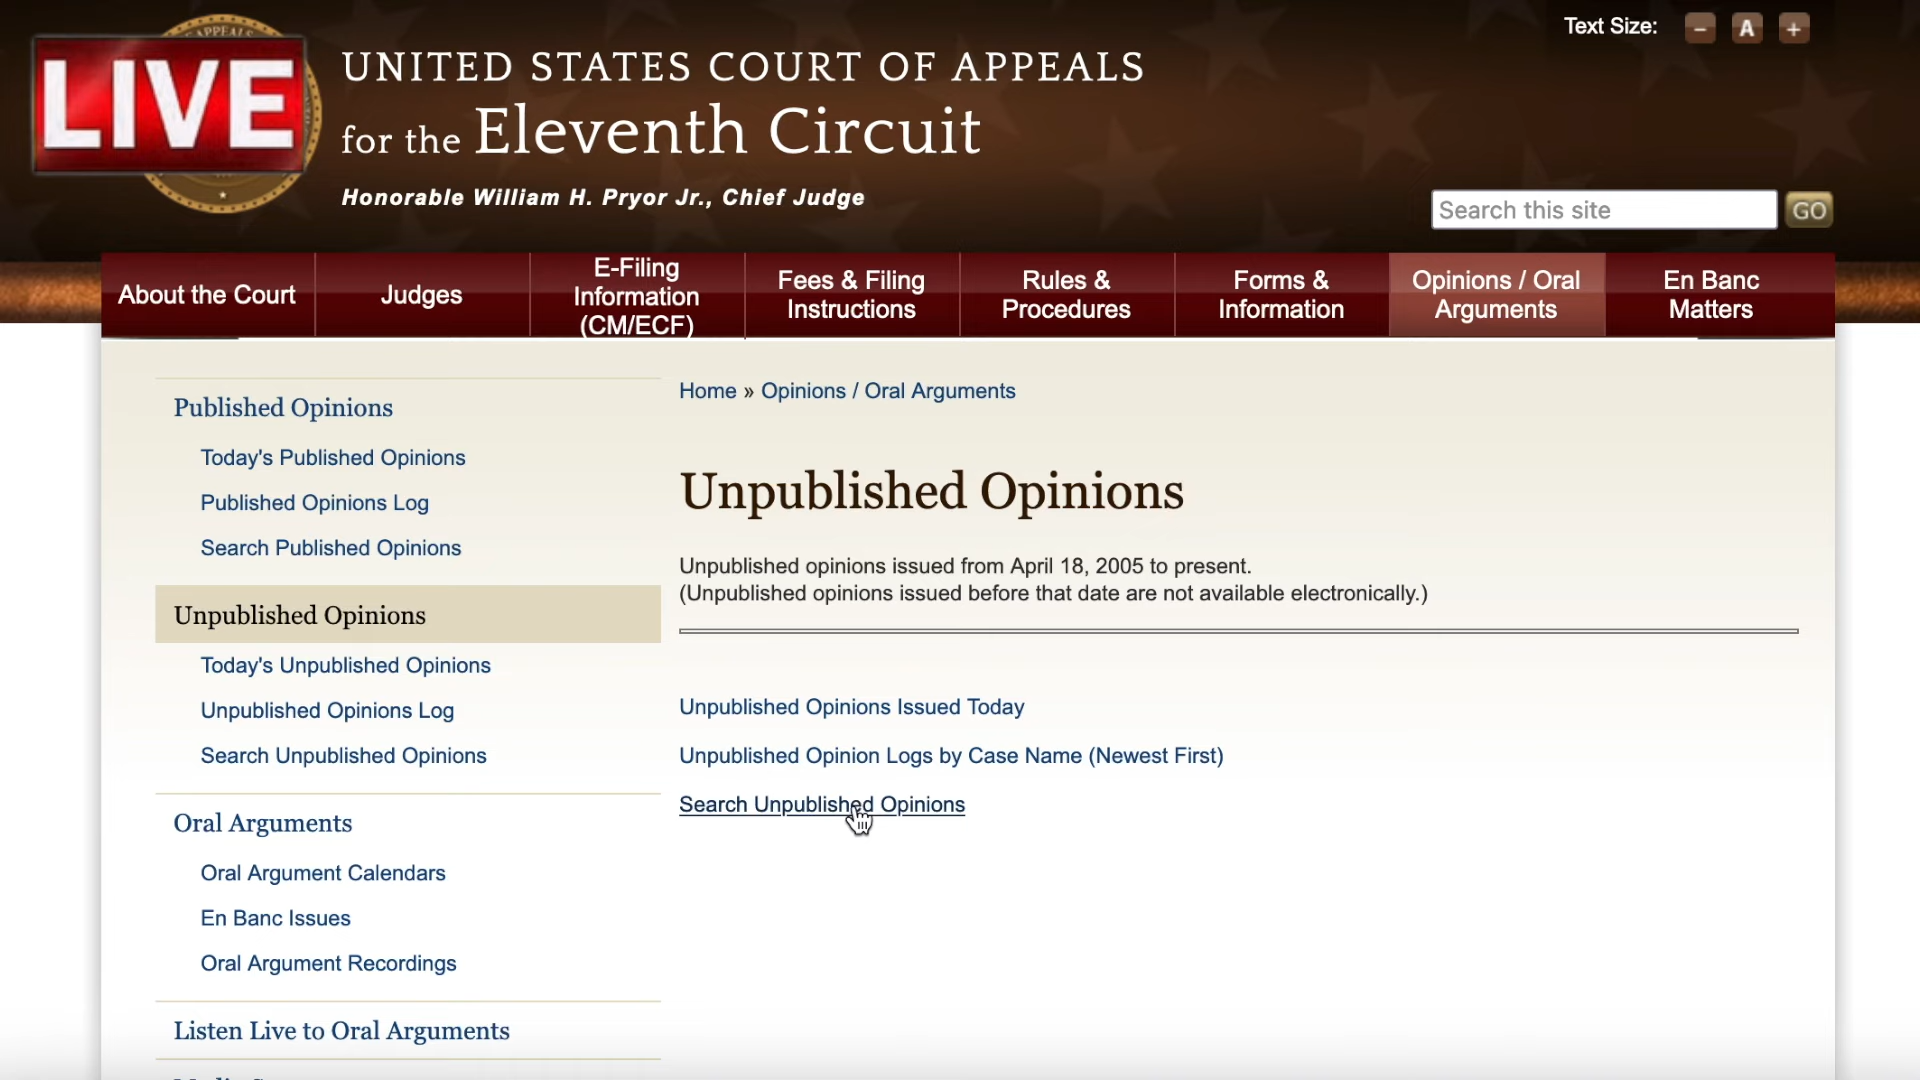 APPEALS
LIVE
UNITED STATES COURT OF APPEALS
for the Eleventh Circuit
Honorable William H. Pryor Jr., Chief Judge
Text Size: - A +
Search this site GO
About the Court
Judges
E-Filing
Information
(CM/ECF)
Fees & Filing
Instructions
Rules &
Procedures
Forms &
Information
Opinions / Oral
Arguments
En Banc
Matters
Published Opinions
Today's Published Opinions
Published Opinions Log
Search Published Opinions
Unpublished Opinions
Today's Unpublished Opinions
Unpublished Opinions Log
Search Unpublished Opinions
Oral Arguments
Oral Argument Calendars
En Banc Issues
Oral Argument Recordings
Listen Live to Oral Arguments
Home » Opinions / Oral Arguments
Unpublished Opinions
Unpublished opinions issued from April 18, 2005 to present.
(Unpublished opinions issued before that date are not available electronically.)
Unpublished Opinions Issued Today
Unpublished Opinion Logs by Case Name (Newest First)
Search Unpublished Opinions